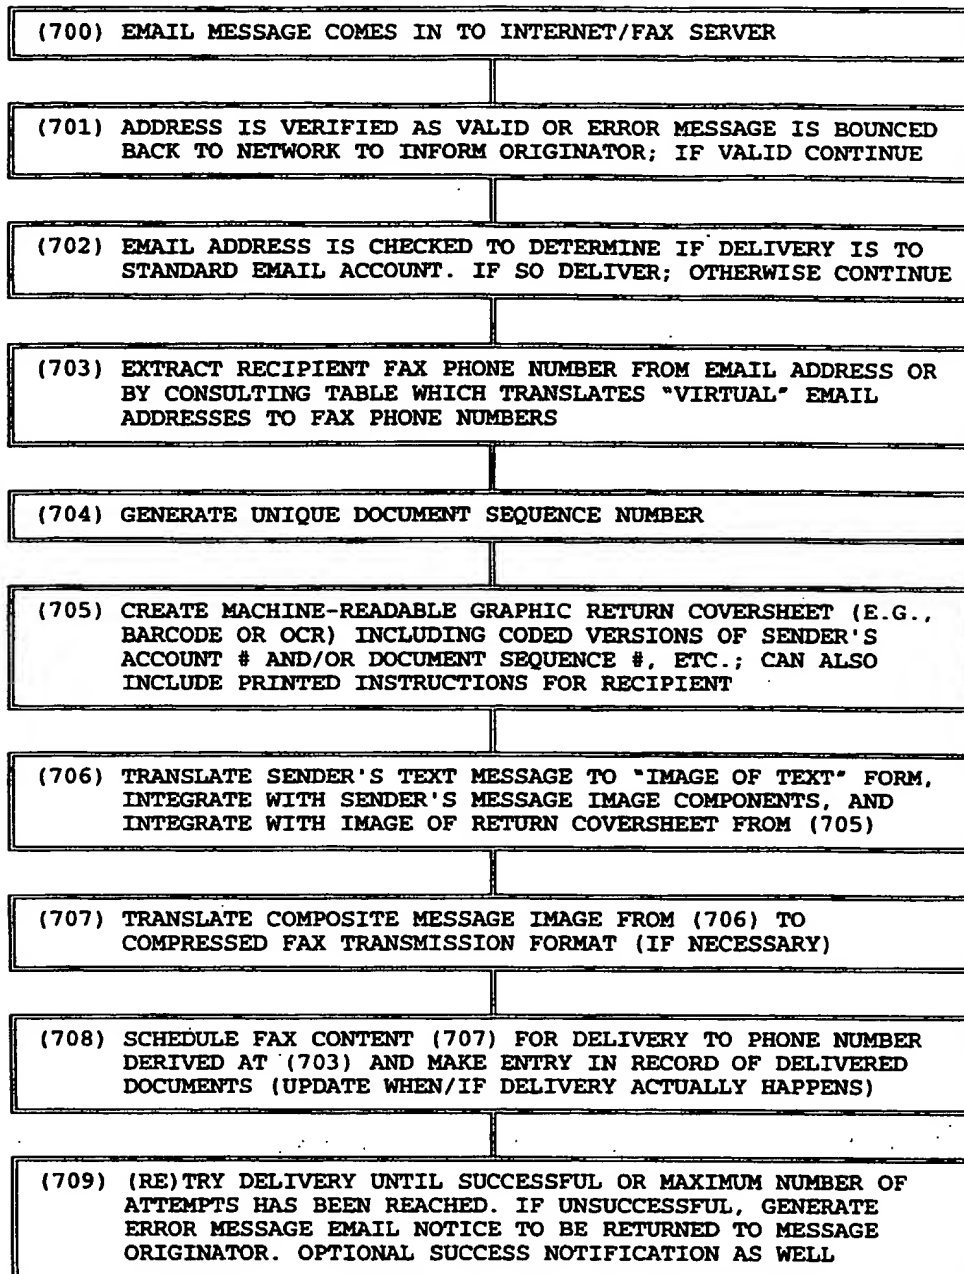 (700) EMAIL MESSAGE COMES IN TO INTERNET/FAX SERVER
(701) ADDRESS IS VERIFIED AS VALID OR ERROR MESSAGE IS BOUNCED
BACK TO NETWORK TO INFORM ORIGINATOR; IF VALID CONTINUE
(702) EMAIL ADDRESS IS CHECKED TO DETERMINE IF DELIVERY IS TO
STANDARD EMAIL ACCOUNT. IF SO DELIVER; OTHERWISE CONTINUE
(703) EXTRACT RECIPIENT FAX PHONE NUMBER FROM EMAIL ADDRESS OR
BY CONSULTING TABLE WHICH TRANSLATES "VIRTUAL" EMAIL
ADDRESSES TO FAX PHONE NUMBERS
(704) GENERATE UNIQUE DOCUMENT SEQUENCE NUMBER
(705) CREATE MACHINE-READABLE GRAPHIC RETURN COVERSHEET (E.G.,
BARCODE OR OCR) INCLUDING CODED VERSIONS OF SENDER'S
ACCOUNT # AND/OR DOCUMENT SEQUENCE #, ETC.; CAN ALSO
INCLUDE PRINTED INSTRUCTIONS FOR RECIPIENT
(706) TRANSLATE SENDER'S TEXT MESSAGE TO "IMAGE OF TEXT" FORM,
INTEGRATE WITH SENDER'S MESSAGE IMAGE COMPONENTS, AND
INTEGRATE WITH IMAGE OF RETURN COVERSHEET FROM (705)
(707) TRANSLATE COMPOSITE MESSAGE IMAGE FROM (706) TO
COMPRESSED FAX TRANSMISSION FORMAT (IF NECESSARY)
(708) SCHEDULE FAX CONTENT (707) FOR DELIVERY TO PHONE NUMBER
DERIVED AT (703) AND MAKE ENTRY IN RECORD OF DELIVERED
DOCUMENTS (UPDATE WHEN/IF DELIVERY ACTUALLY HAPPENS)
(709) (RE)TRY DELIVERY UNTIL SUCCESSFUL OR MAXIMUM NUMBER OF
ATTEMPTS HAS BEEN REACHED. IF UNSUCCESSFUL, GENERATE
ERROR MESSAGE EMAIL NOTICE TO BE RETURNED TO MESSAGE
ORIGINATOR. OPTIONAL SUCCESS NOTIFICATION AS WELL